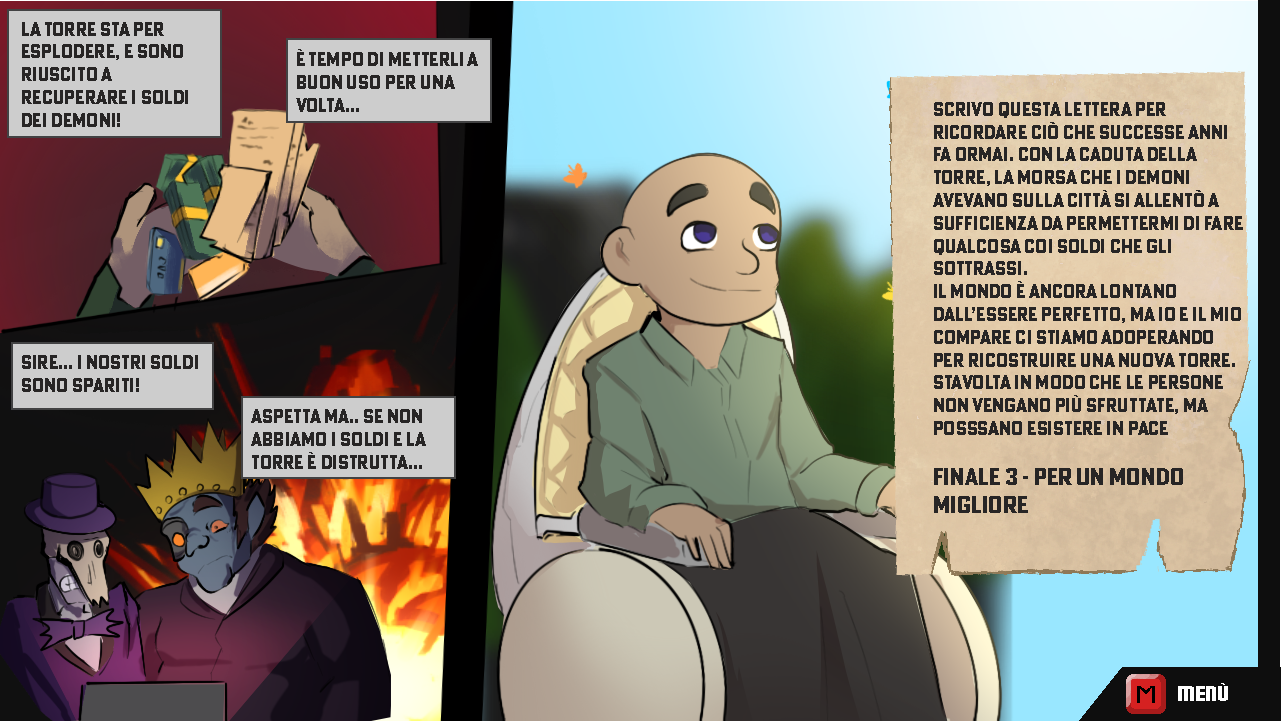 LA TORRE STA PER
ESPLODERE, E SONO
RIUSCITO A
RECUPERARE I SOLDI
DEI DEMONI!
È TEMPO DI METTERLI A
BUON USO PER UNA
VOLTA...
SIRE... I NOSTRI SOLDI
SONO SPARITI!
ASPETTA MA.. SE NON
ABBIAMO I SOLDI E LA
TORRE È DISTRUTTA...
SCRIVO QUESTA LETTERA PER
RICORDARE CIÒ CHE SUCCESSE ANNI
FA ORMAI. CON LA CADUTA DELLA
TORRE, LA MORSA CHE I DEMONI
AVEVANO SULLA CITTÀ SI ALLENTÒ A
SUFFICIENZA DA PERMETTERMI DI FARE
QUALCOSA COI SOLDI CHE GLI
SOTTRASSI.
IL MONDO È ANCORA LONTANO
DALL'ESSERE PERFETTO, MA IO E IL MIO
COMPARE CI STIAMO ADOPERANDO
PER RICOSTRUIRE UNA NUOVA TORRE.
STAVOLTA IN MODO CHE LE PERSONE
NON VENGANO PIÙ SFRUTTATE, MA
POSSSANO ESISTERE IN PACE
FINALE 3 - PER UN MONDO
MIGLIORE
M MENÙ